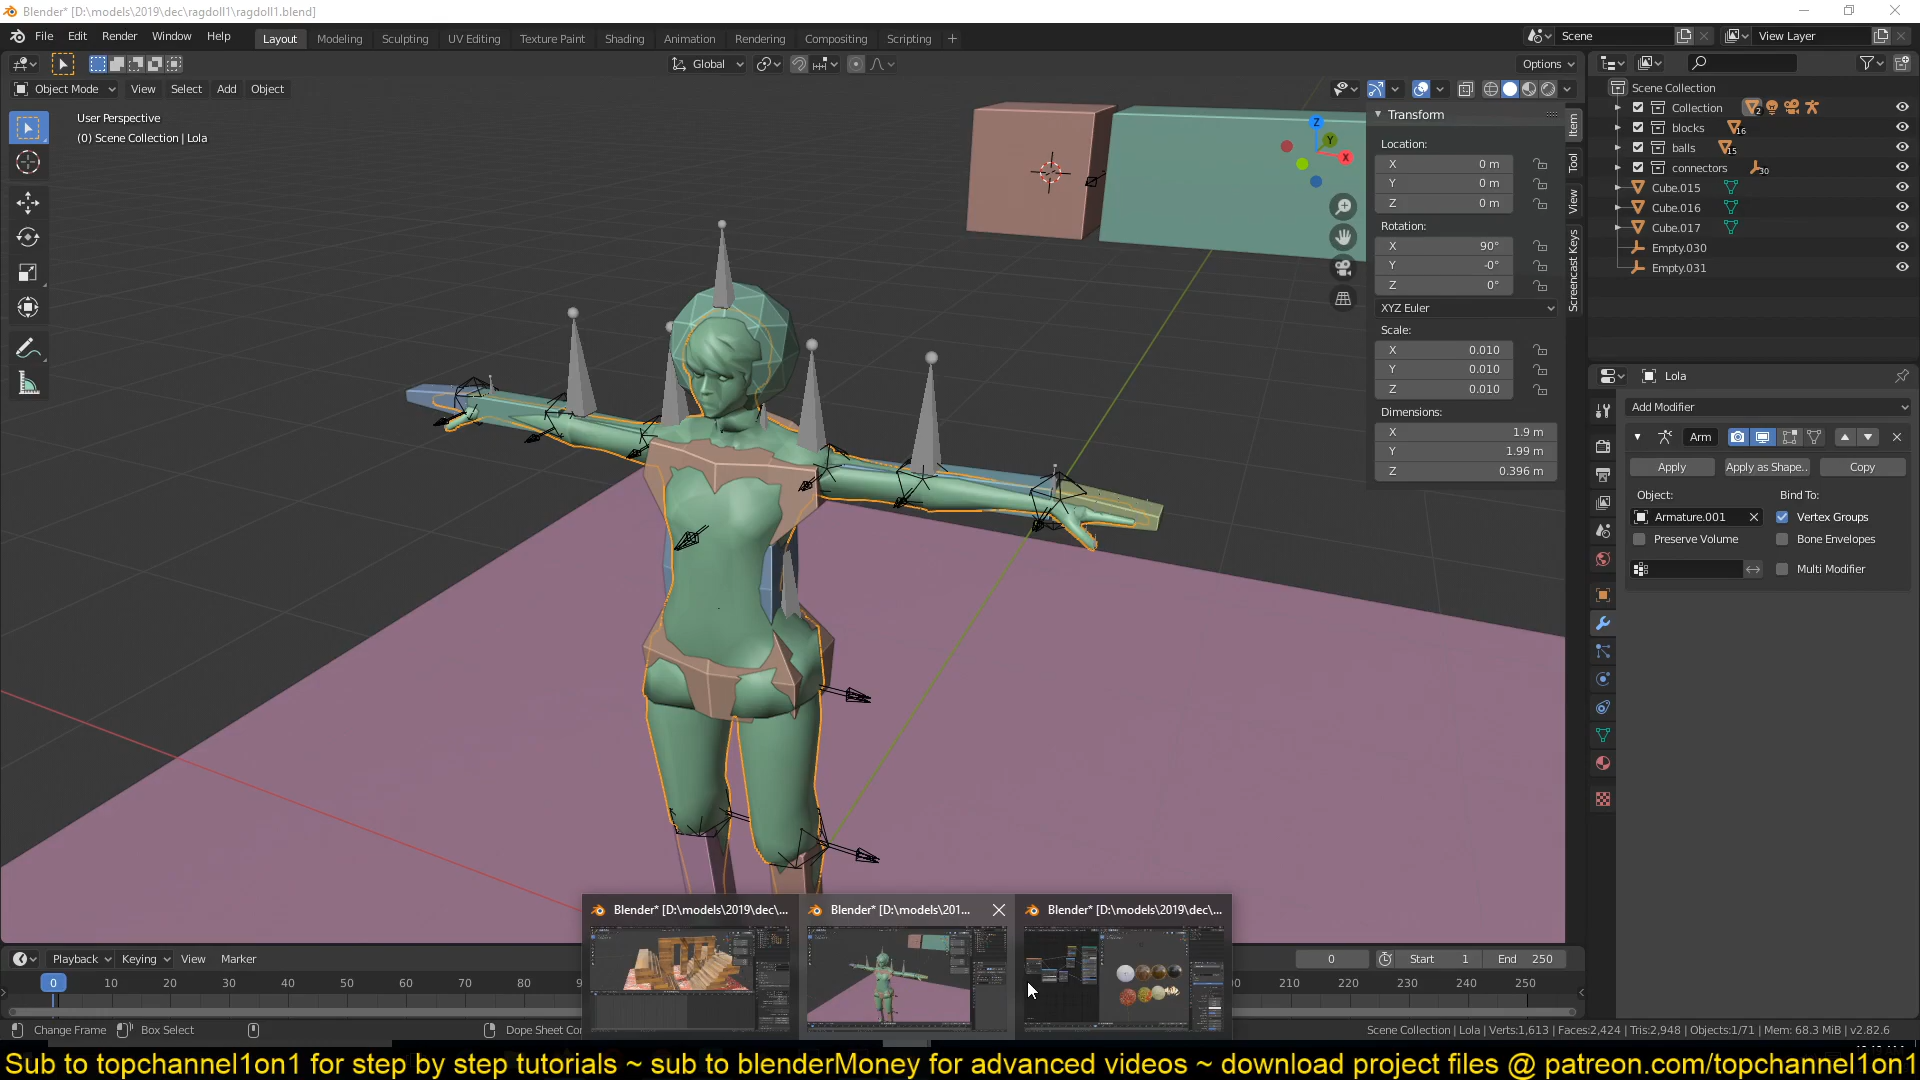 Blender* [D:\models\2019\dec\ragdoll1\ragdoll1.blend]
File Edit Render Window Help Layout Modeling Sculpting UV Editing Texture Paint Shading Animation Rendering Compositing Scripting + Scene View Layer
Global Options
Object Mode View Select Add Object
User Perspective
(0) Scene Collection | Lola
Z
Y
X
Transform
Location:
X 0 m
Y 0 m
Z 0 m
Rotation:
X 90°
Y -0°
Z 0°
XYZ Euler
Scale:
X 0.010
Y 0.010
Z 0.010
Dimensions:
X 1.9 m
Y 1.99 m
Z 0.396 m
Item
Tool
View
Screencast Keys
Scene Collection
Collection 2
blocks 16
balls 15
connectors 30
Cube.015
Cube.016
Cube.017
Empty.030
Empty.031
Lola
Add Modifier
Arm
Apply Apply as Shape.. Copy
Object: Bind To:
Armature.001 Vertex Groups
Preserve Volume Bone Envelopes
Multi Modifier
Blender* [D:\models\2019\dec\... Blender* [D:\models\201... Blender* [D:\models\2019\dec\...
Playback Keying View Marker 0 Start 1 End 250
0 10 20 30 40 50 60 70 80 210 220 230 240 250
Change Frame Box Select Dope Sheet Co Scene Collection | Lola | Verts:1,613 | Faces:2,424 | Tris:2,948 | Objects:1/71 | Mem: 68.3 MiB | v2.82.6
Sub to topchannel1on1 for step by step tutorials ~ sub to blenderMoney for advanced videos ~ download project files @ patreon.com/topchannel1on1